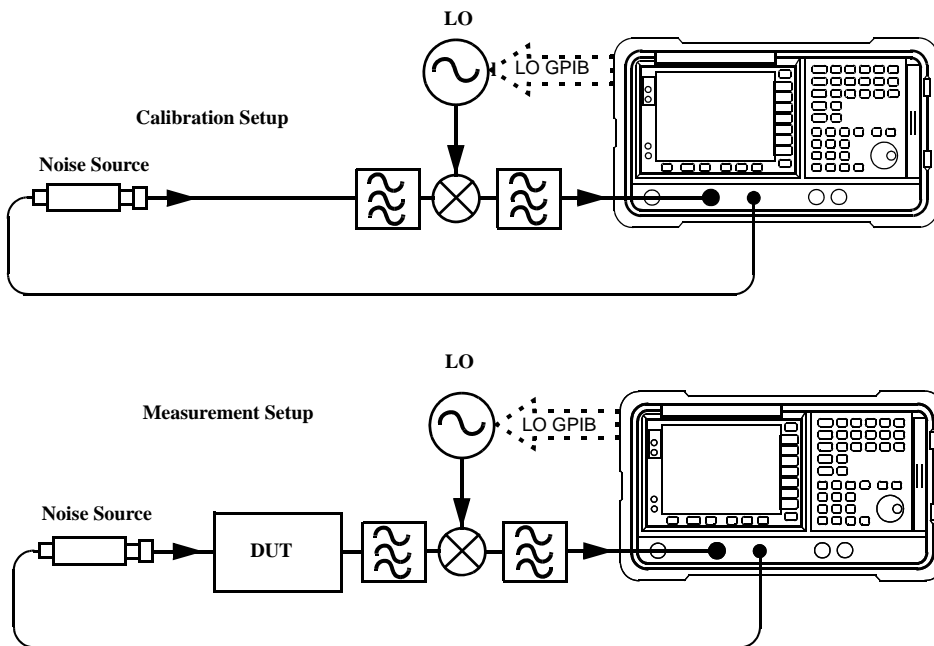 LO
LO GPIB
Calibration Setup
Noise Source
LO
Measurement Setup
LO GPIB
Noise Source
DUT